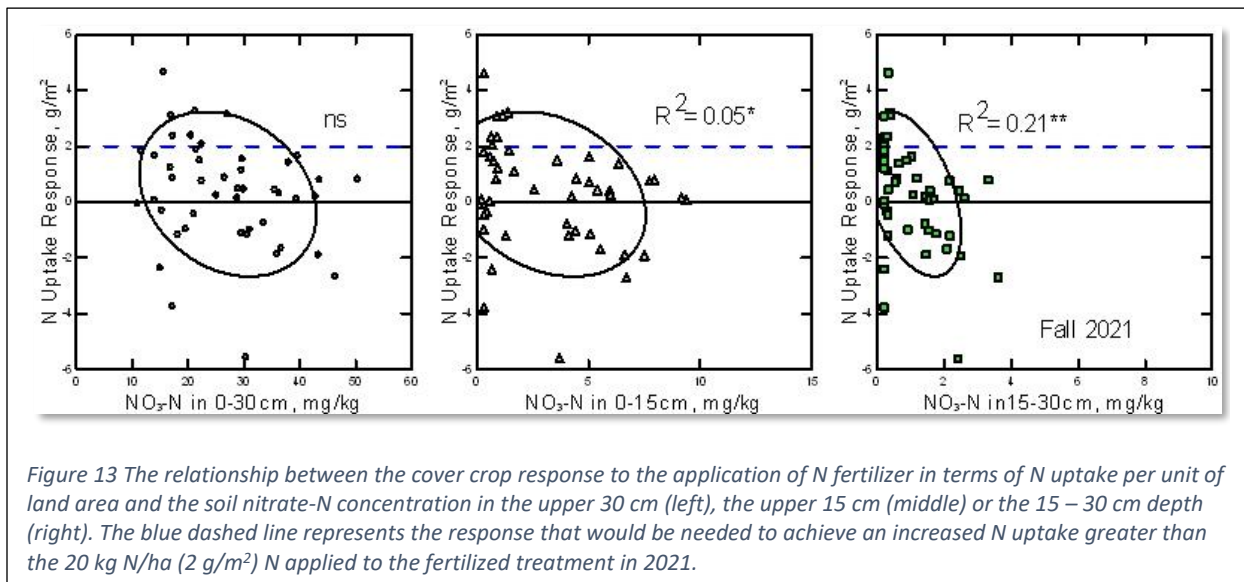 6
4
2
0
-2
-4
-6
N Uptake Response, g/m²
ns
0
10
20
30
40
50
60
NO₃-N in 0-30cm, mg/kg
6
4
2
0
-2
-4
-6
N Uptake Response, g/m²
R²= 0.05*
0
5
10
15
NO₃-N in 0-15cm, mg/kg
6
4
2
0
-2
-4
-6
N Uptake Response, g/m²
R²= 0.21**
Fall 2021
0
2
4
6
8
10
NO₃-N in15-30cm, mg/kg
Figure 13 The relationship between the cover crop response to the application of N fertilizer in terms of N uptake per unit of
land area and the soil nitrate-N concentration in the upper 30 cm (left), the upper 15 cm (middle) or the 15 – 30 cm depth
(right). The blue dashed line represents the response that would be needed to achieve an increased N uptake greater than
the 20 kg N/ha (2 g/m²) N applied to the fertilized treatment in 2021.